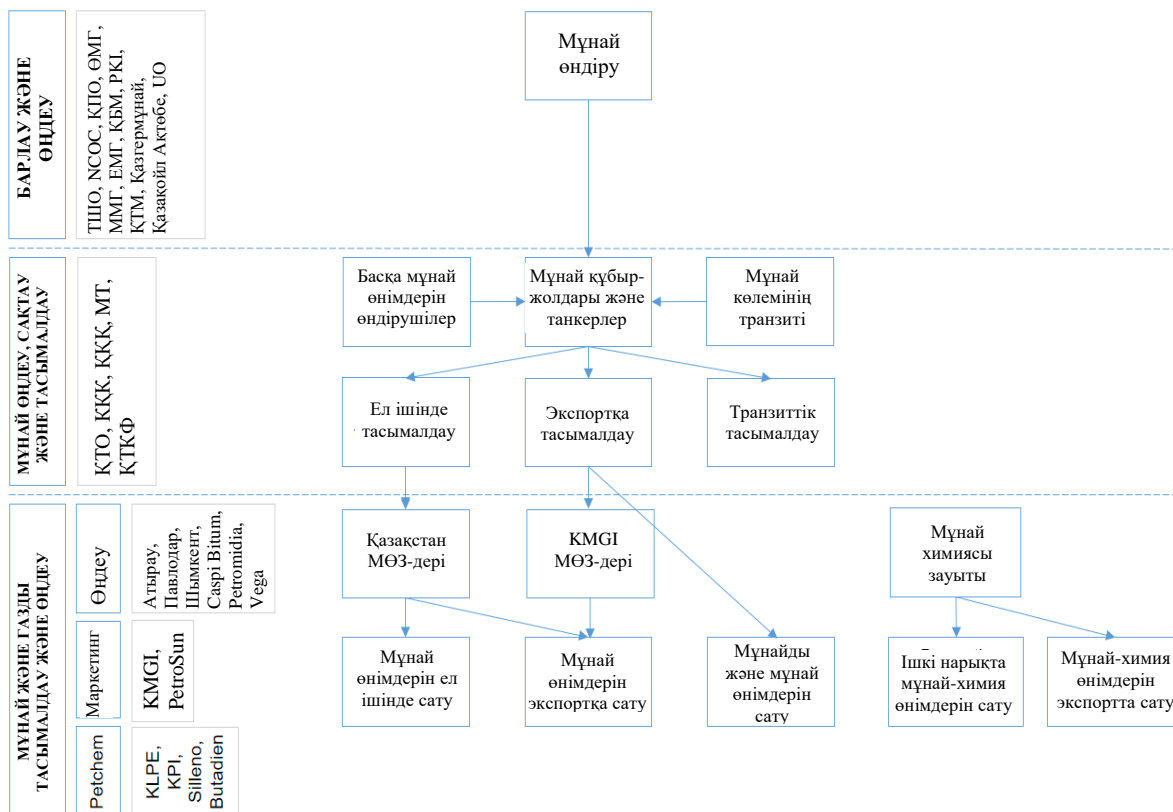 БАРЛАУ ЖӘНЕ
ӨҢДЕУ
ТШО, NCOC, ҚПО, ӨМГ,
ММГ, ЕМГ, ҚБМ, PKI,
ҚТМ, Қазгермұнай,
Қазақойл Ақтөбе, UO
Мұнай
өндіру
МҰНАЙ ӨҢДЕУ, САҚТАУ
ЖӘНЕ ТАСЫМАЛДАУ
ҚТО, КҚК, ҚҚҚ, МТ,
ҚТКФ
Басқа мұнай
өнімдерін
өндірушілер
Мұнай құбыр-
жолдары және
танкерлер
Мұнай
көлемінің
транзиті
Ел ішінде
тасымалдау
Экспортқа
тасымалдау
Транзиттік
тасымалдау
МҰНАЙ ЖӘНЕ ГАЗДЫ
ТАСЫМАЛДАУ ЖӘНЕ ӨҢДЕУ
Өңдеу
Атырау,
Павлодар,
Шымкент,
Caspi Bitum,
Petromidia,
Vega
Қазақстан
МӨЗ-дері
KMGI
МӨЗ-дері
Мұнай
химиясы
зауыты
Маркетинг
KMGI,
PetroSun
Мұнай
өнімдерін ел
ішінде сату
Мұнай
өнімдерін
экспортқа сату
Мұнайды
және мұнай
өнімдерін
сату
Ішкі нарықта
мұнай-химия
өнімдерін сату
Мұнай-химия
өнімдерін
экспортта сату
Petchem
KLPE,
KPI,
Silleno,
Butadien